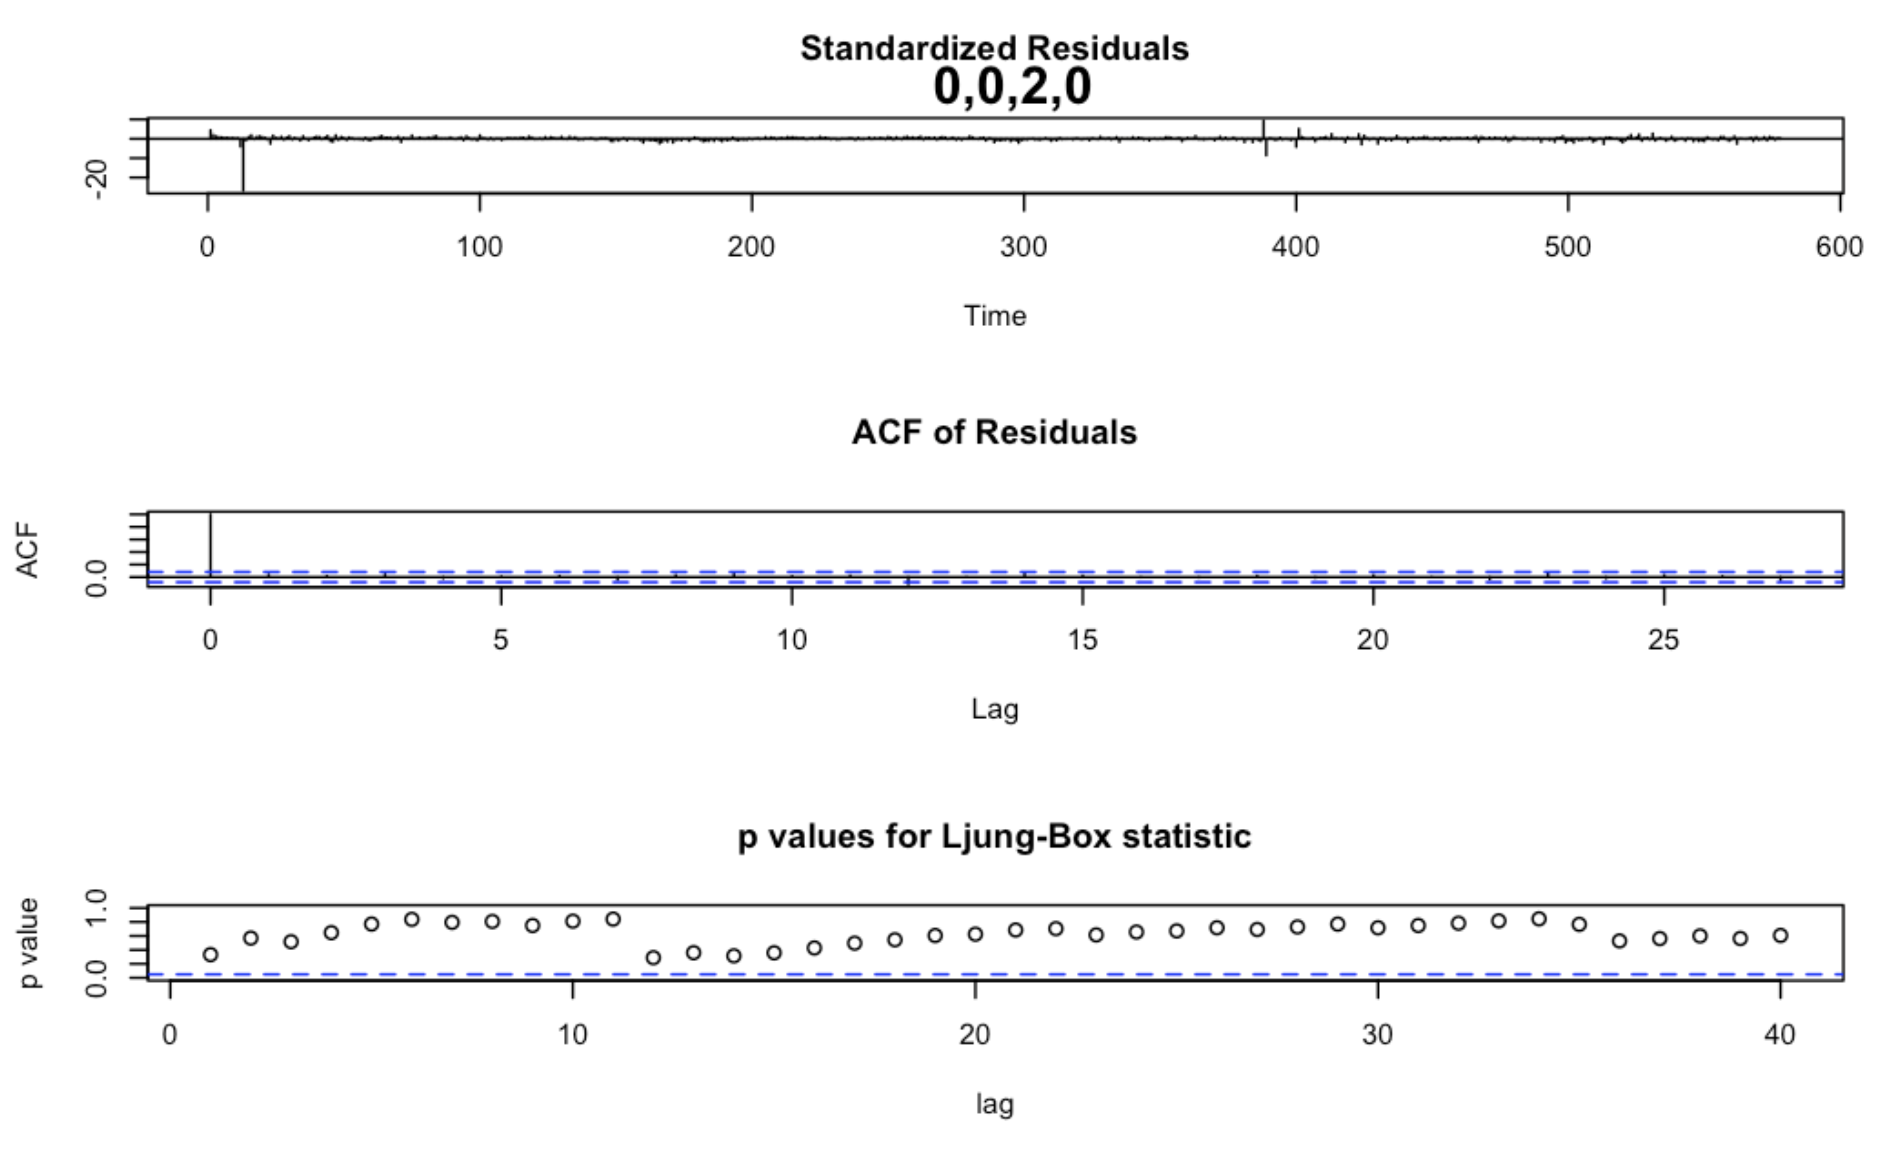 Standardized Residuals
0,0,2,0
-20
0 100 200 300 400 500 600
Time
ACF of Residuals
ACF
0.0
0 5 10 15 20 25
Lag
p values for Ljung-Box statistic
p value
1.0
0.0
0 10 20 30 40
lag